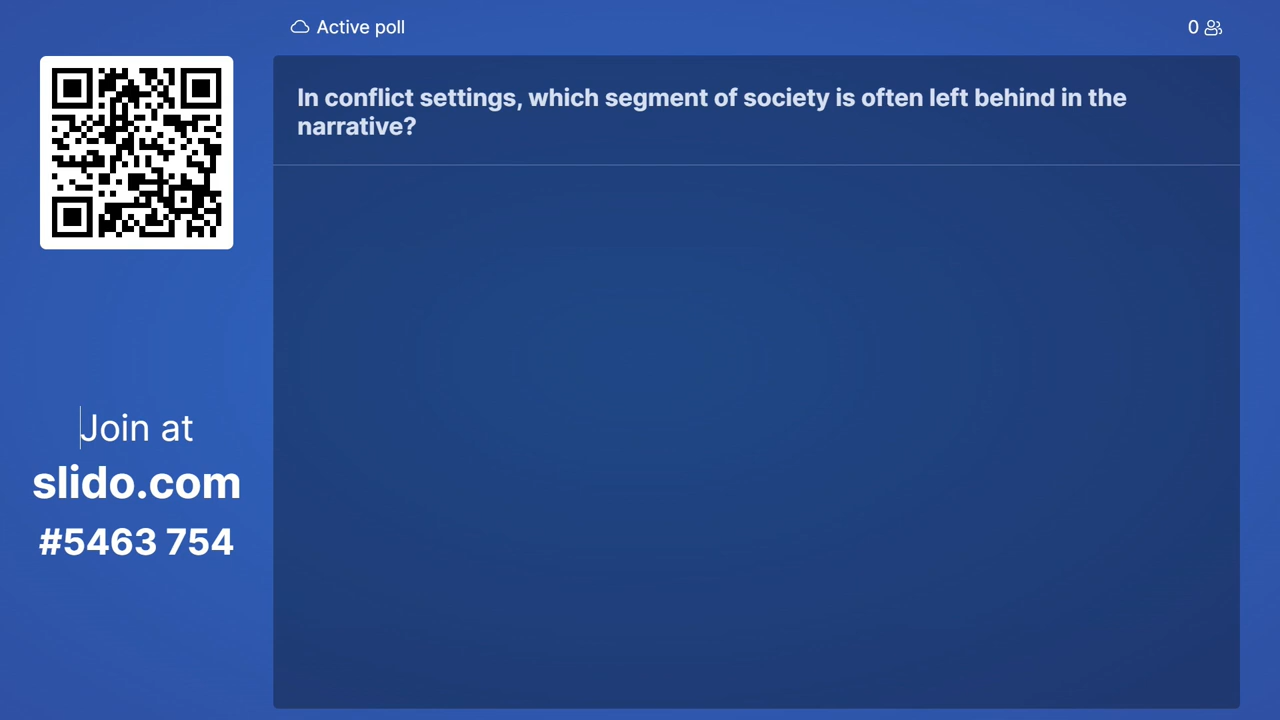 Active poll
0
In conflict settings, which segment of society is often left behind in the
narrative?
Join at
slido.com
#5463 754